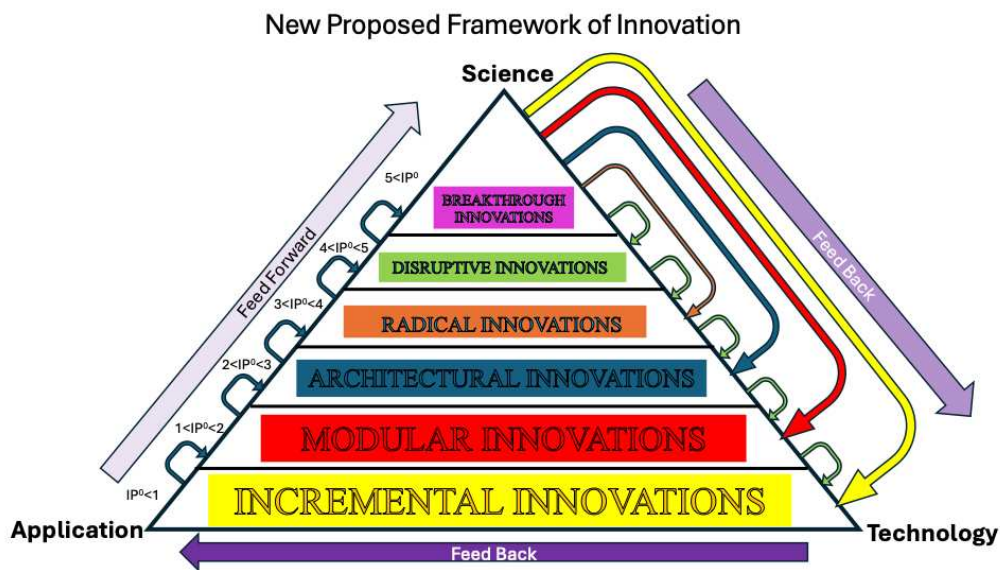 New Proposed Framework of Innovation
Science
Feed Forward
Feed Back
5<IP⁰
BREAKTHROUGH
INNOVATIONS
4<IP⁰<5
DISRUPTIVE INNOVATIONS
3<IP⁰<4
RADICAL INNOVATIONS
2<IP⁰<3
ARCHITECTURAL INNOVATIONS
1<IP⁰<2
MODULAR INNOVATIONS
IP⁰<1
INCREMENTAL INNOVATIONS
Application
Technology
Feed Back